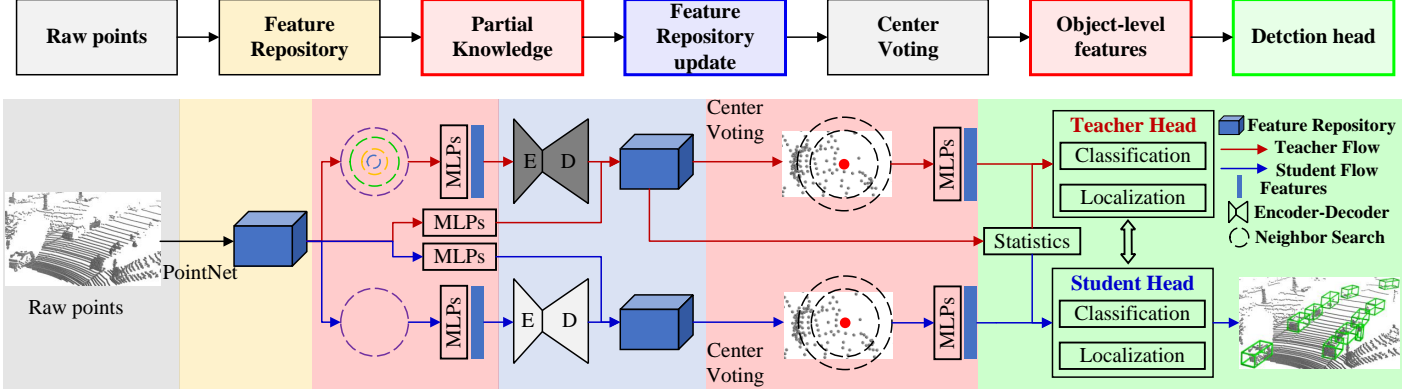 Raw points
Feature
Repository
Partial
Knowledge
Feature
Repository
update
Center
Voting
Object-level
features
Detction head
Center
Voting
MLPs
E D
MLPs
Teacher Head
Classification
Localization
Feature Repository
Teacher Flow
Student Flow
Features
Encoder-Decoder
Neighbor Search
MLPs
MLPs
Statistics
PointNet
Raw points
MLPs
E D
MLPs
Student Head
Classification
Localization
Center
Voting